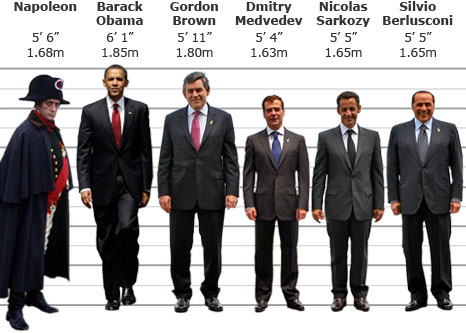 Napoleon
5’ 6”
1.68m
Barack
Obama
6’ 1”
1.85m
Gordon
Brown
5’ 11”
1.80m
Dmitry
Medvedev
5’ 4”
1.63m
Nicolas
Sarkozy
5’ 5”
1.65m
Silvio
Berlusconi
5’ 5”
1.65m